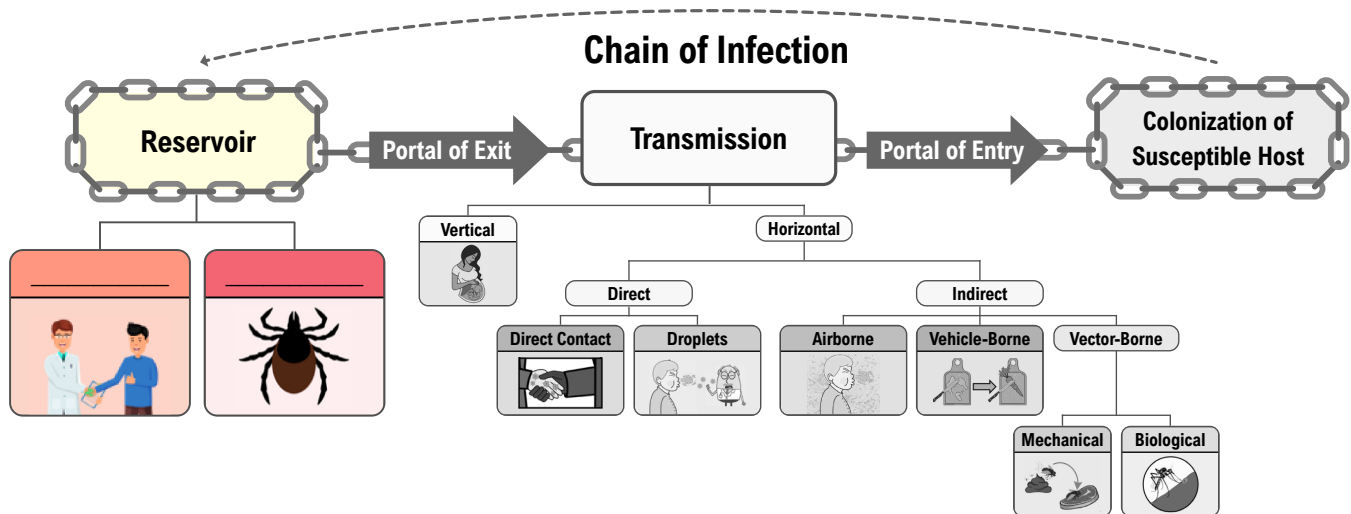 Chain of Infection
Reservoir
Portal of Exit
Transmission
Portal of Entry
Colonization of
Susceptible Host
Vertical
Horizontal
Direct
Indirect
Direct Contact
Droplets
Airborne
Vehicle-Borne
Vector-Borne
Mechanical
Biological